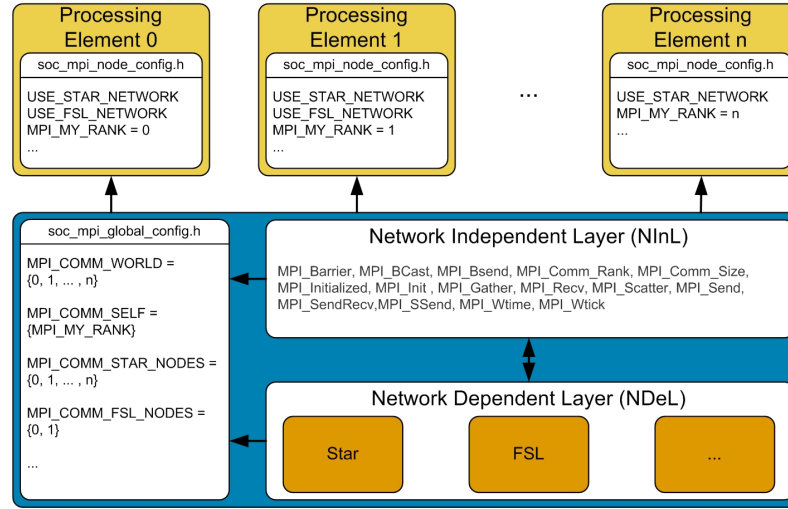 Processing
Element 0
soc_mpi_node_config.h
USE_STAR_NETWORK
USE_FSL_NETWORK
MPI_MY_RANK = 0
...
Processing
Element 1
soc_mpi_node_config.h
USE_STAR_NETWORK
USE_FSL_NETWORK
MPI_MY_RANK = 1
...
...
Processing
Element n
soc_mpi_node_config.h
USE_STAR_NETWORK
MPI_MY_RANK = n
...
soc_mpi_global_config.h
MPI_COMM_WORLD =
{0, 1, ... , n}
MPI_COMM_SELF =
{MPI_MY_RANK}
MPI_COMM_STAR_NODES =
{0, 1, ... , n}
MPI_COMM_FSL_NODES =
{0, 1}
...
Network Independent Layer (NInL)
MPI_Barrier, MPI_BCast, MPI_Bsend, MPI_Comm_Rank, MPI_Comm_Size,
MPI_Initialized, MPI_Init , MPI_Gather, MPI_Recv, MPI_Scatter, MPI_Send,
MPI_SendRecv,MPI_SSend, MPI_Wtime, MPI_Wtick
Network Dependent Layer (NDeL)
Star
FSL
...